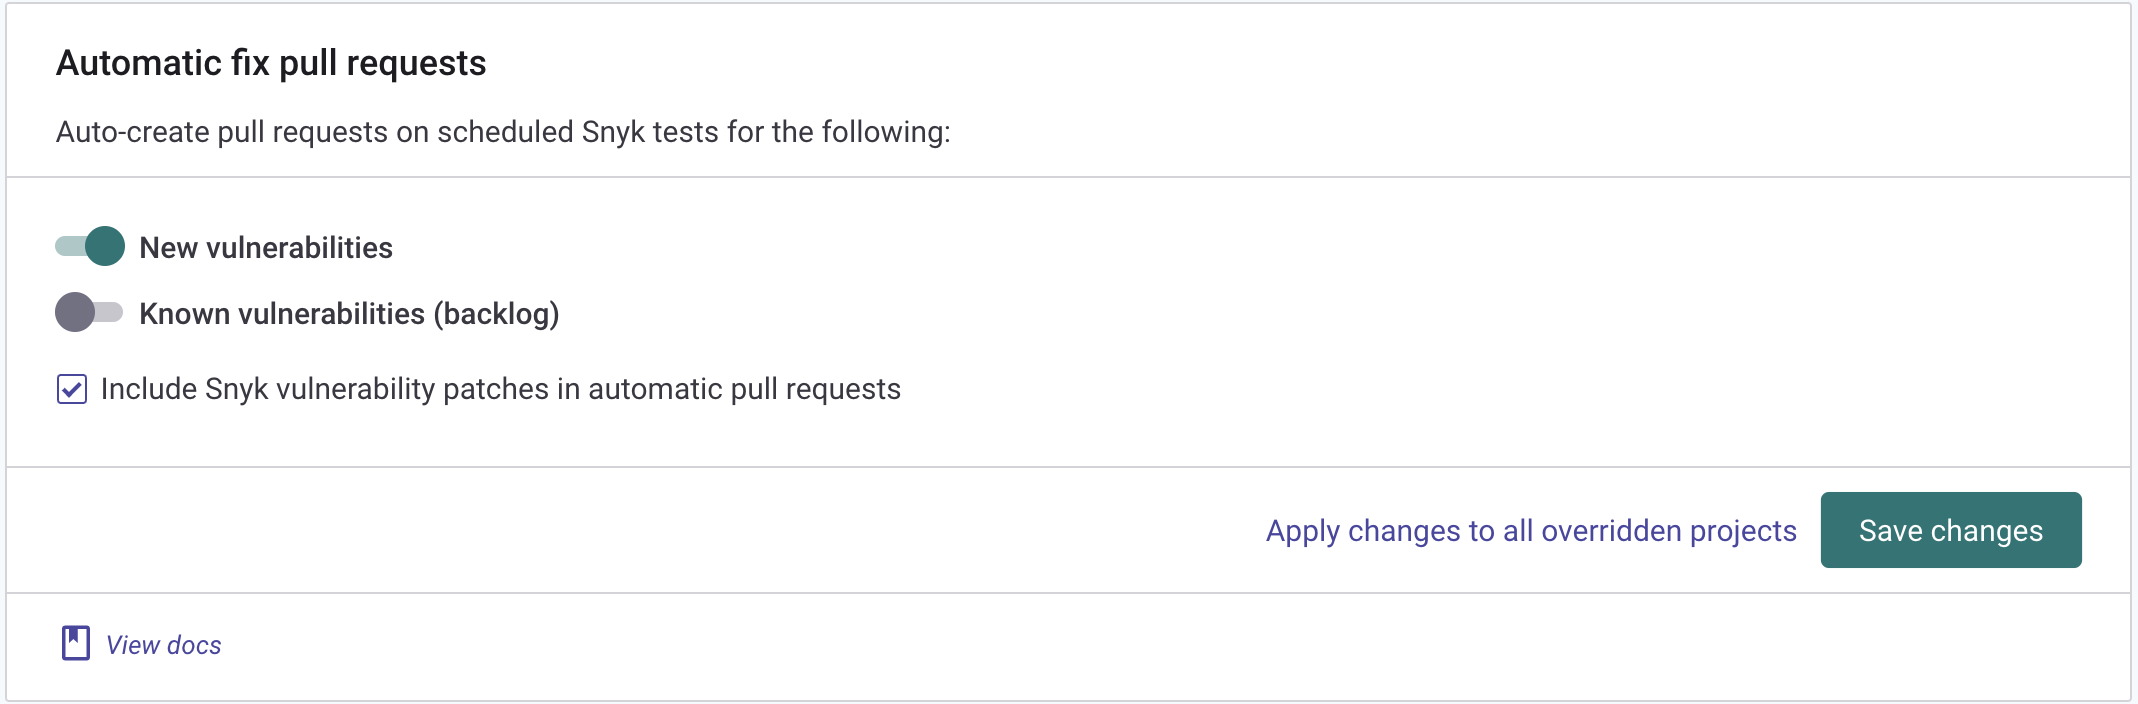 Automatic fix pull requests
Auto-create pull requests on scheduled Snyk tests for the following:
New vulnerabilities
Known vulnerabilities (backlog)
Include Snyk vulnerability patches in automatic pull requests
Apply changes to all overridden projects
Save changes
View docs